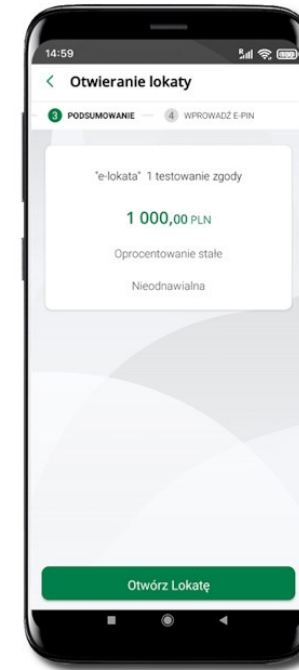 14:59
Otwieranie lokaty
3 PODSUMOWANIE 4 WPROWADŹ E-PIN
"e-lokata" 1 testowanie zgody
1 000,00 PLN
Oprocentowanie stałe
Nieodnawialna
Otwórz Lokatę